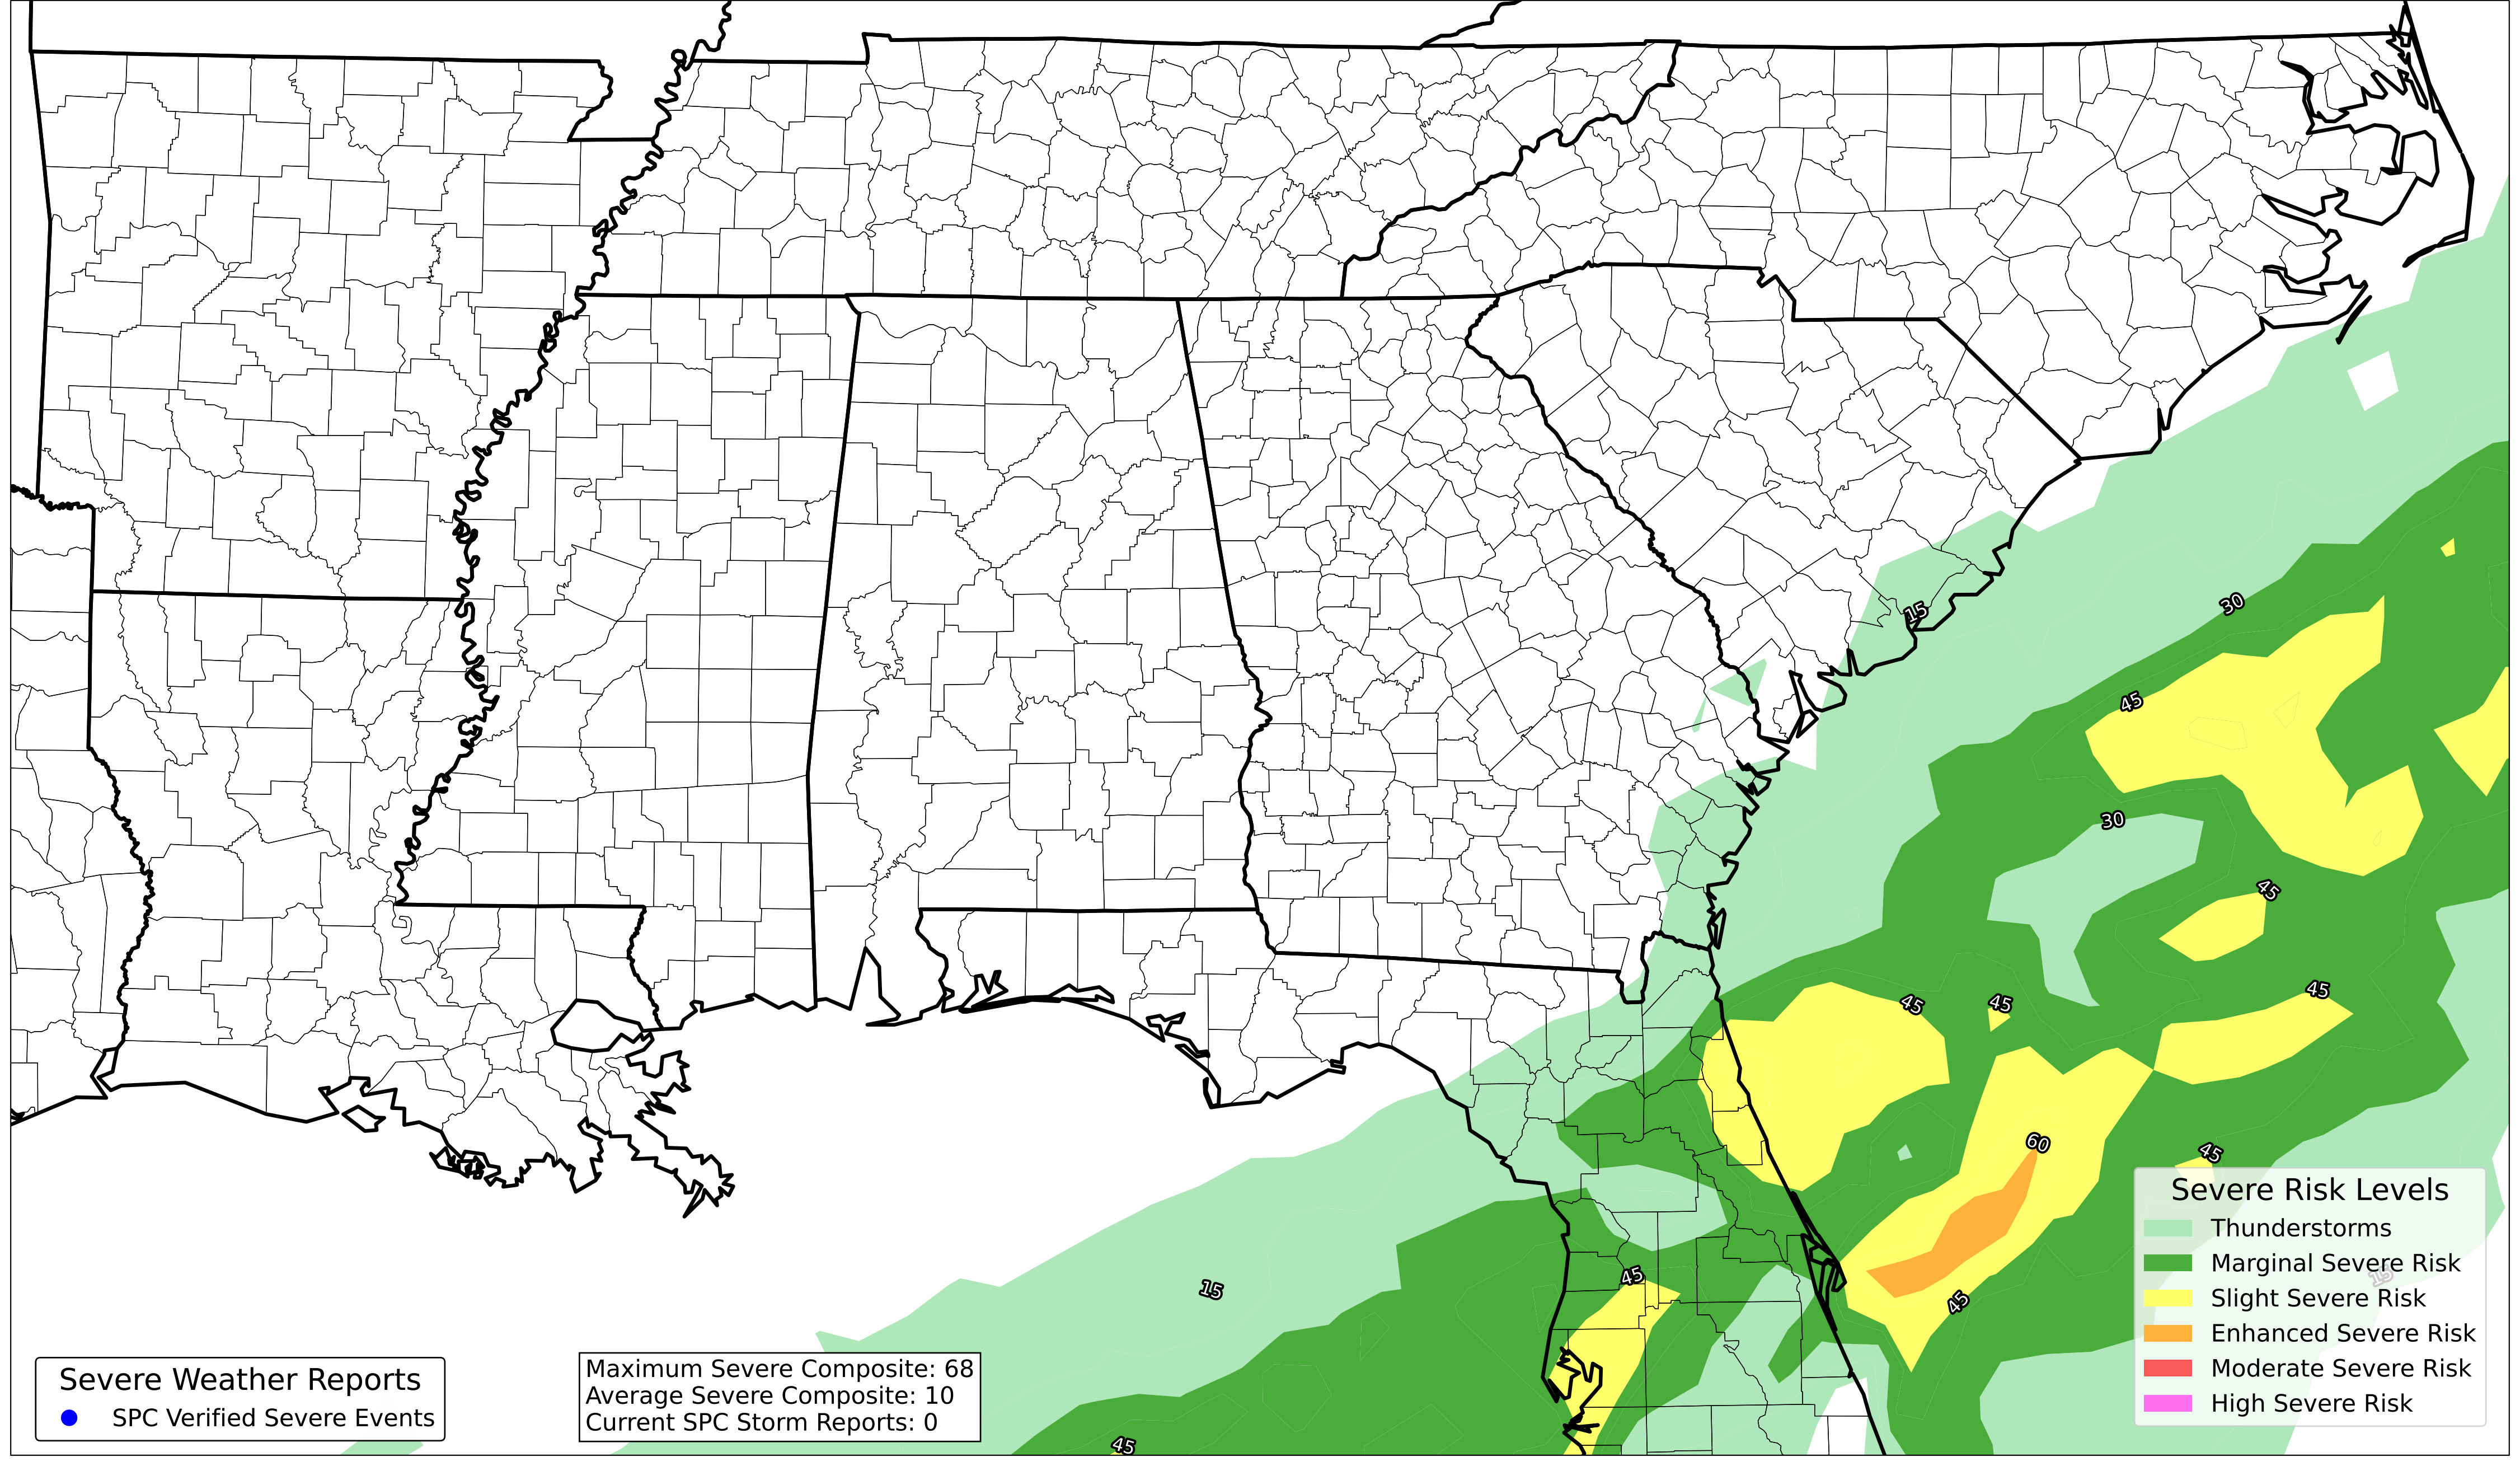 15
30
45
30
45
45
45
45
60
45
45
15
45
15
45
Severe Risk Levels
Thunderstorms
Marginal Severe Risk
Slight Severe Risk
Enhanced Severe Risk
Moderate Severe Risk
High Severe Risk
Severe Weather Reports
SPC Verified Severe Events
Maximum Severe Composite: 68
Average Severe Composite: 10
Current SPC Storm Reports: 0